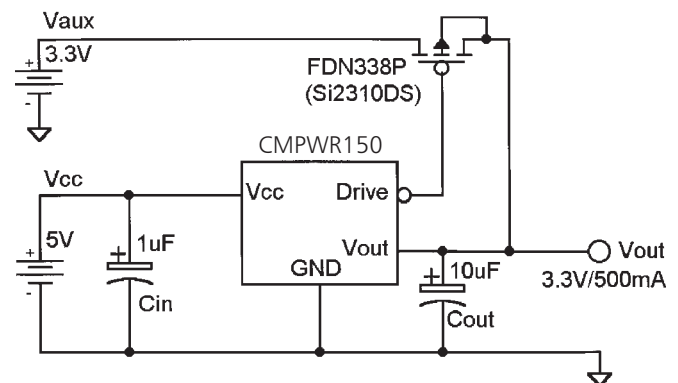 Vaux
+
3.3V
-
FDN338P
(Si2310DS)
CMPWR150
Vcc
Vcc
Drive
+
5V
-
+
1uF
Cin
Vout
GND
+
10uF
Cout
Vout
3.3V/500mA